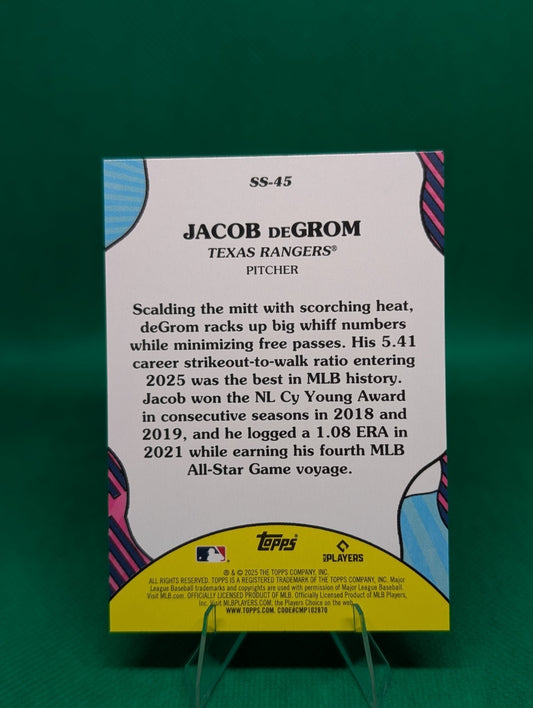 SS-45
JACOB DEGROM
TEXAS RANGERS®
PITCHER
Scalding the mitt with scorching heat,
deGrom racks up big whiff numbers
while minimizing free passes. His 5.41
career strikeout-to-walk ratio entering
2025 was the best in MLB history.
Jacob won the NL Cy Young Award
in consecutive seasons in 2018 and
2019, and he logged a 1.08 ERA in
2021 while earning his fourth MLB
All-Star Game voyage.
topps
MLB PLAYERS
® & © 2025 THE TOPPS COMPANY, INC.
ALL RIGHTS RESERVED. TOPPS IS A REGISTERED TRADEMARK OF THE TOPPS COMPANY, INC. Major
League Baseball trademarks and copyrights are used with permission of Major League Baseball.
Visit MLB.com. OFFICIALLY LICENSED PRODUCT OF MLB. Officially Licensed Product of MLB Players,
Inc. Visit MLBPLAYERS.com, the Players Choice on the web.
WWW.TOPPS.COM. CODE#CMP102870